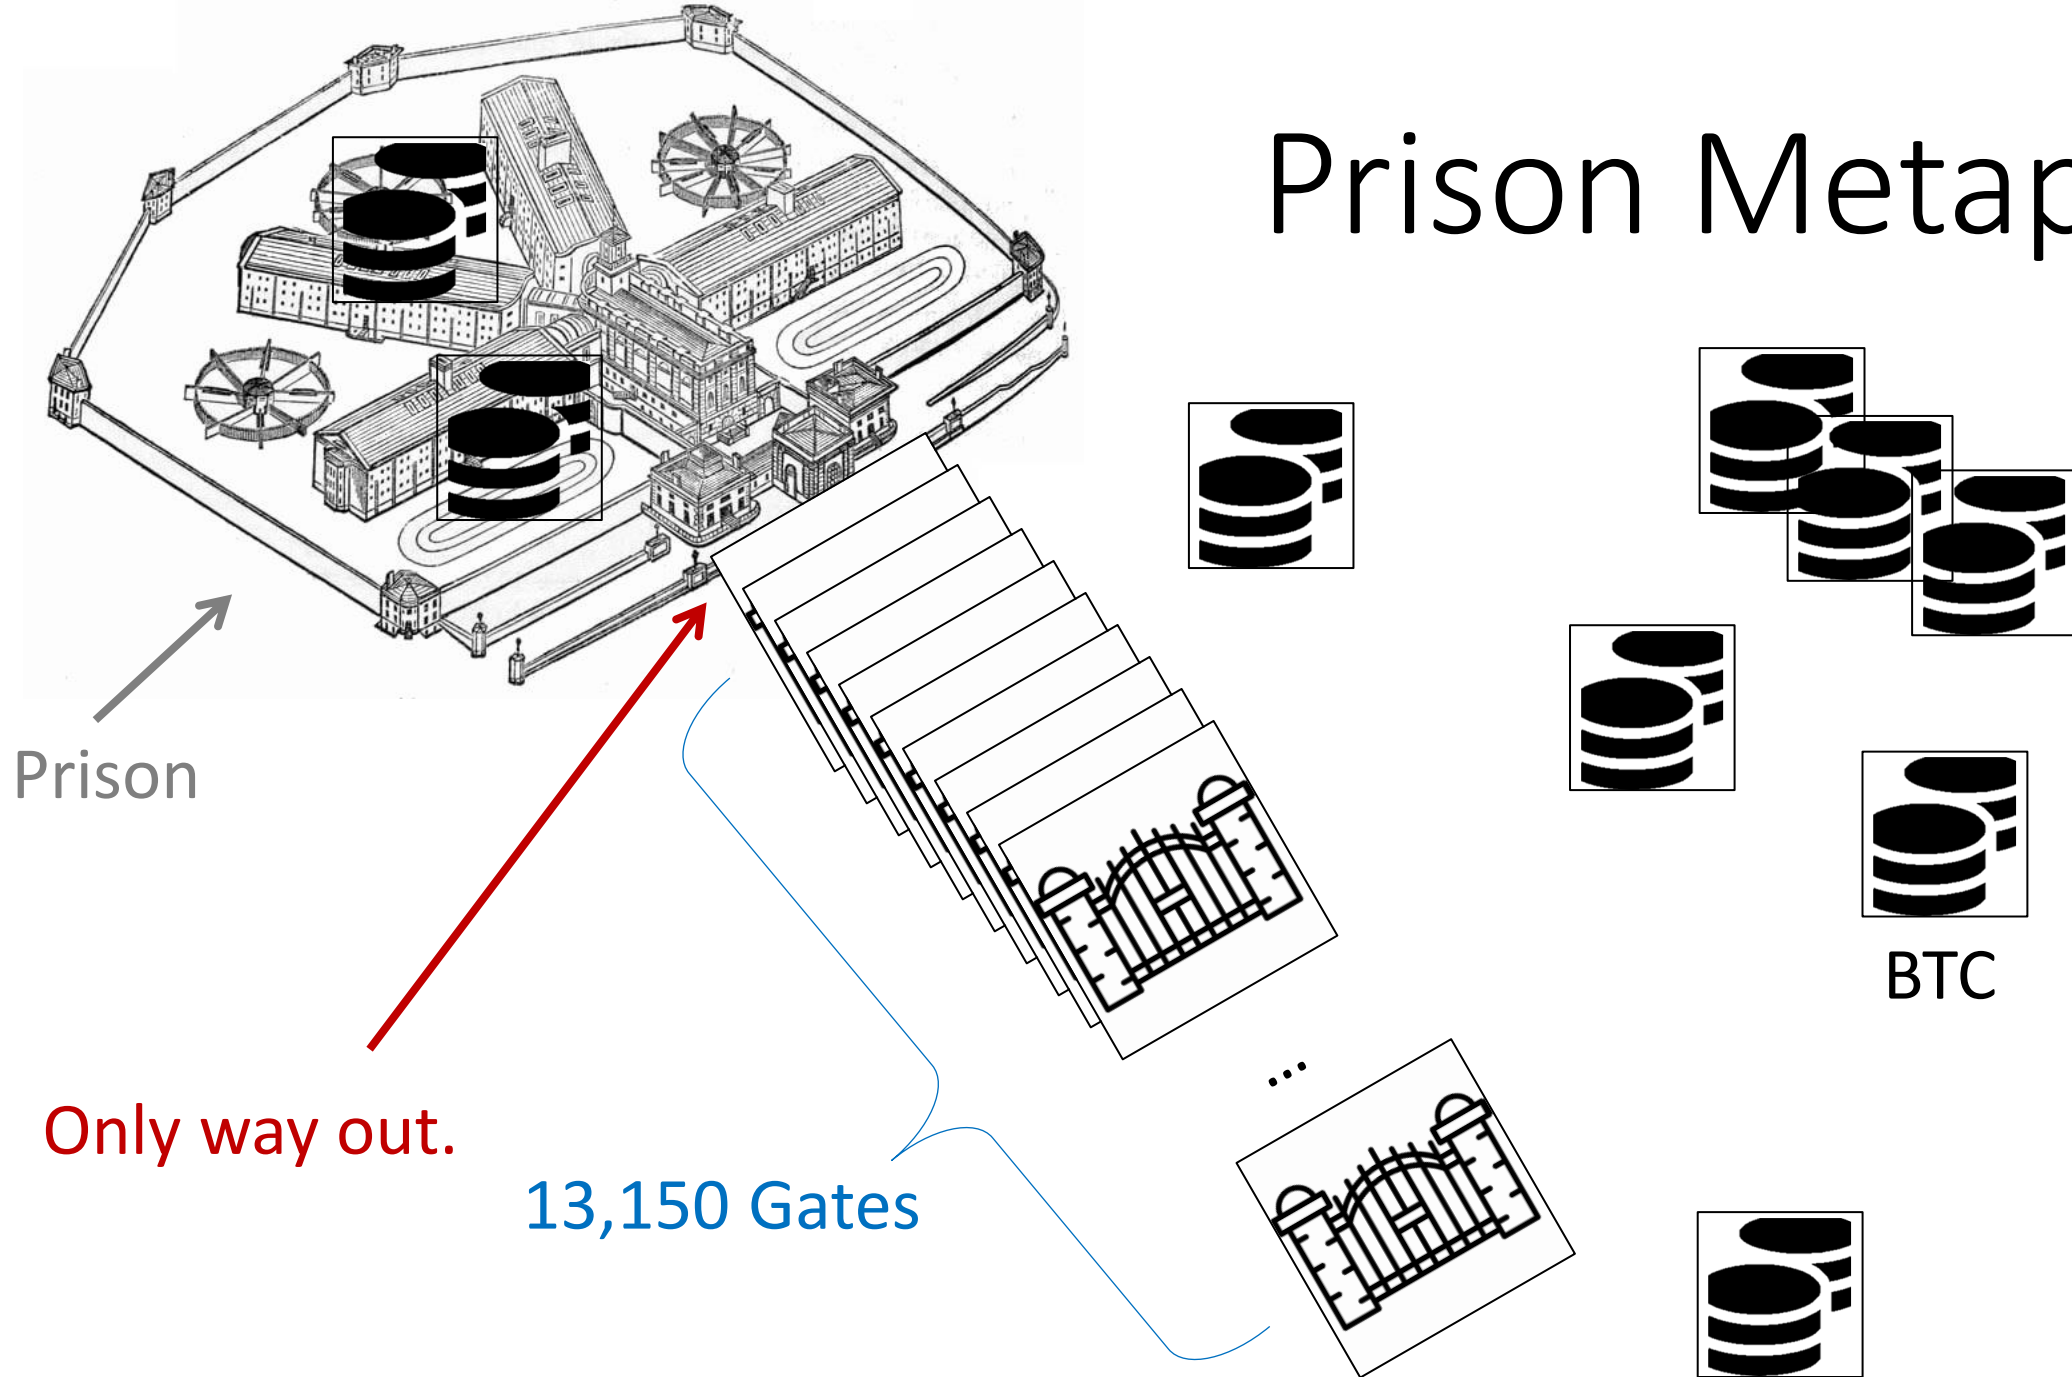 Prison Metap
Prison
BTC
Only way out.
13,150 Gates
...